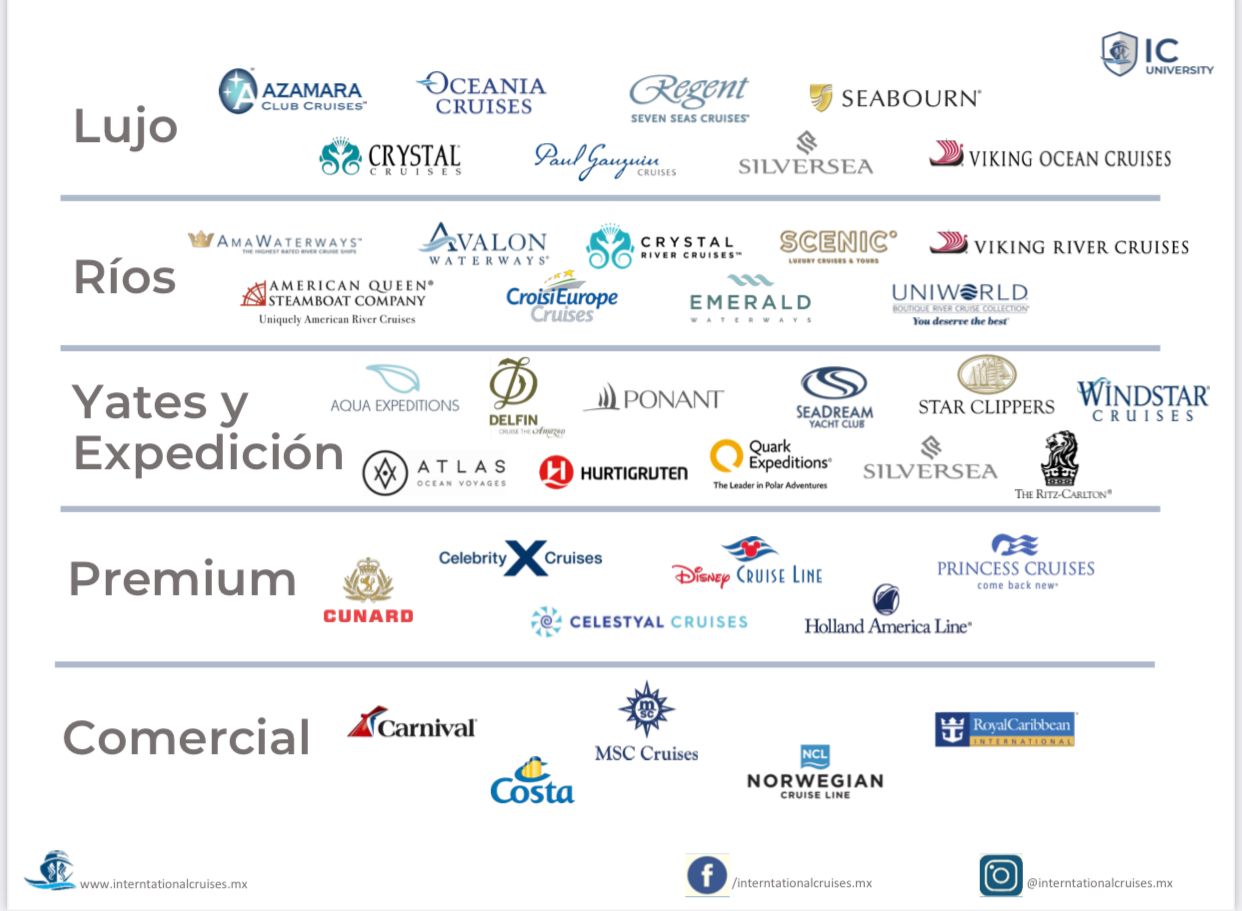 IC
UNIVERSITY
Lujo
AZAMARA
CLUB CRUISES™
OCEANIA
CRUISES
Regent
SEVEN SEAS CRUISES®
SEABOURN®
CRYSTAL
CRUISES
Paul Gauguin
CRUISES
SILVERSEA
VIKING OCEAN CRUISES
Ríos
AMAWATERWAYS™
THE HIGHEST RATED RIVER CRUISE SHIPS
AVALON
WATERWAYS®
CRYSTAL
RIVER CRUISES™
SCENIC®
LUXURY CRUISES & TOURS
VIKING RIVER CRUISES
AMERICAN QUEEN®
STEAMBOAT COMPANY
Uniquely American River Cruises
CroisiEurope
Cruises
EMERALD
WATERWAYS
UNIWORLD
BOUTIQUE RIVER CRUISE COLLECTION®
You deserve the best®
Yates y
Expedición
AQUA EXPEDITIONS
DELFIN
CRUISE THE Amazon
PONANT
SEADREAM
YACHT CLUB
STAR CLIPPERS
WINDSTAR®
CRUISES
ATLAS
OCEAN VOYAGES
HURTIGRUTEN
Quark
Expeditions®
The Leader in Polar Adventures
SILVERSEA
THE RITZ-CARLTON®
Premium
CUNARD
Celebrity X Cruises
DISNEY CRUISE LINE
PRINCESS CRUISES
come back new®
CELESTYAL CRUISES
Holland America Line®
Comercial
Carnival
Costa
msc
MSC Cruises
NCL
NORWEGIAN
CRUISE LINE
RoyalCaribbean
INTERNATIONAL
www.interntationalcruises.mx
f
/interntationalcruises.mx
@interntationalcruises.mx